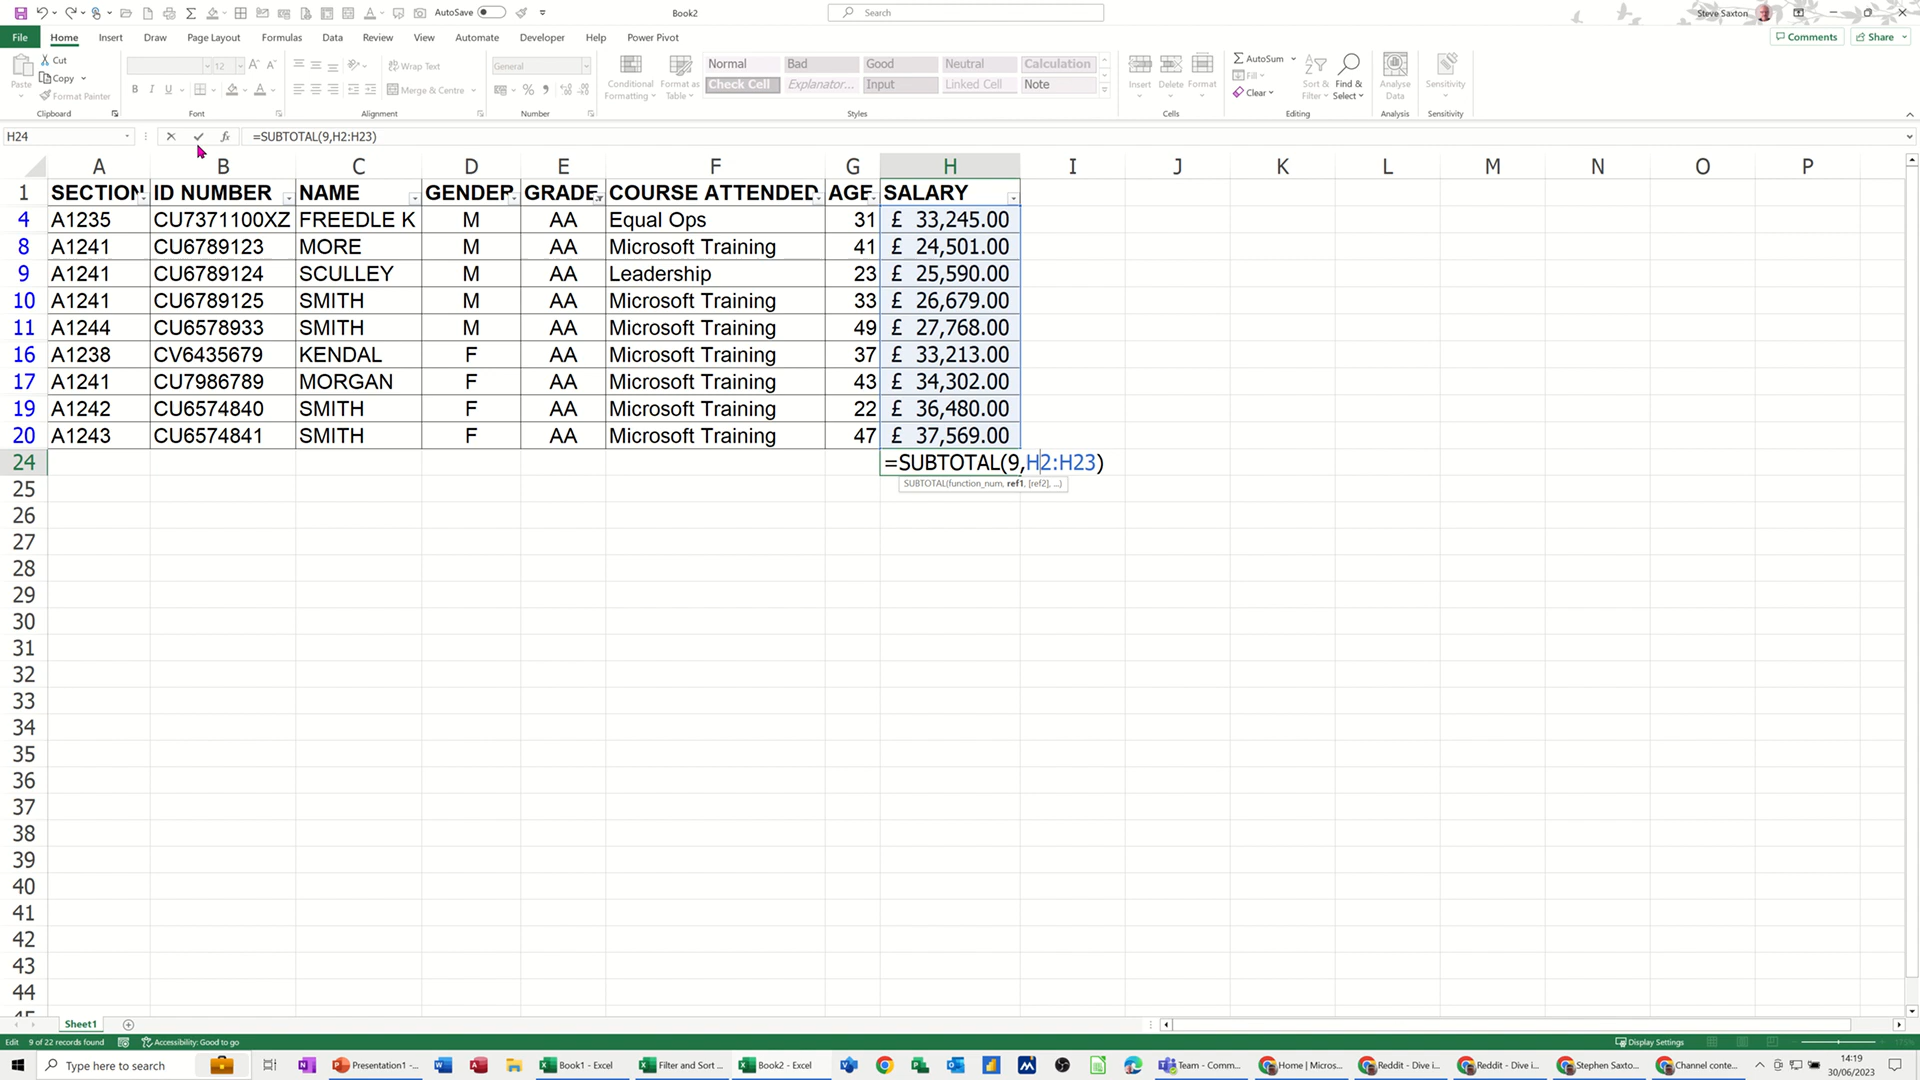 AutoSave
Book2
Search
Steve Saxton
File Home Insert Draw Page Layout Formulas Data Review View Automate Developer Help Power Pivot
Comments Share
Paste
Cut
Copy
Format Painter
Clipboard
12
Font
Wrap Text
Merge & Centre
Alignment
General
Number
Conditional Formatting
Format as Table
Normal Bad Good Neutral Calculation
Check Cell Explanator... Input Linked Cell Note
Styles
Insert Delete Format
Cells
AutoSum
Fill
Clear
Sort & Filter
Find & Select
Editing
Analyse Data
Analysis
Sensitivity
Sensitivity
H24
=SUBTOTAL(9,H2:H23)
A B C D E F G H I J K L M N O P
1 SECTION ID NUMBER NAME GENDER GRADE COURSE ATTENDED AGE SALARY
4 A1235 CU7371100XZ FREEDLE K M AA Equal Ops 31 £ 33,245.00
8 A1241 CU6789123 MORE M AA Microsoft Training 41 £ 24,501.00
9 A1241 CU6789124 SCULLEY M AA Leadership 23 £ 25,590.00
10 A1241 CU6789125 SMITH M AA Microsoft Training 33 £ 26,679.00
11 A1244 CU6578933 SMITH M AA Microsoft Training 49 £ 27,768.00
16 A1238 CV6435679 KENDAL F AA Microsoft Training 37 £ 33,213.00
17 A1241 CU7986789 MORGAN F AA Microsoft Training 43 £ 34,302.00
19 A1242 CU6574840 SMITH F AA Microsoft Training 22 £ 36,480.00
20 A1243 CU6574841 SMITH F AA Microsoft Training 47 £ 37,569.00
24 =SUBTOTAL(9,H2:H23)
SUBTOTAL(function_num, ref1, [ref2], ...)
25
26
27
28
29
30
31
32
33
34
35
36
37
38
39
40
41
42
43
44
Sheet1
Edit 9 of 22 records found Accessibility: Good to go Display Settings 175%
Type here to search
Presentation1 -...
Book1 - Excel
Filter and Sort ...
Book2 - Excel
Team - Comm...
Home | Micros...
Reddit - Dive i...
Reddit - Dive i...
Stephen Saxto...
Channel conte...
14:19
30/06/2023